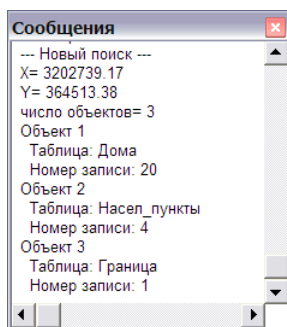 Сообщения
--- Новый поиск ---
X= 3202739.17
Y= 364513.38
число объектов= 3
Объект 1
Таблица: Дома
Номер записи: 20
Объект 2
Таблица: Насел_пункты
Номер записи: 4
Объект 3
Таблица: Граница
Номер записи: 1